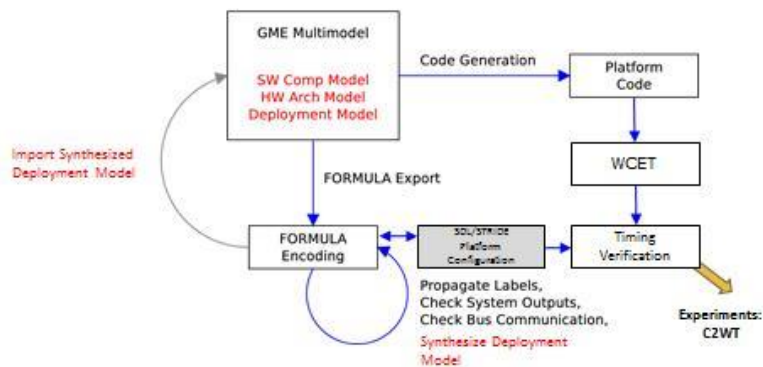 GME Multimodel
SW Comp Model
HW Arch Model
Deployment Model
Code Generation
Platform
Code
Import Synthesized
Deployment Model
WCET
FORMULA Export
FORMULA
Encoding
SDL/STRIDE
Platform
Configuration
Timing
Verification
Propagate Labels,
Check System Outputs,
Check Bus Communication,
Synthesize Deployment
Model
Experiments:
C2WT